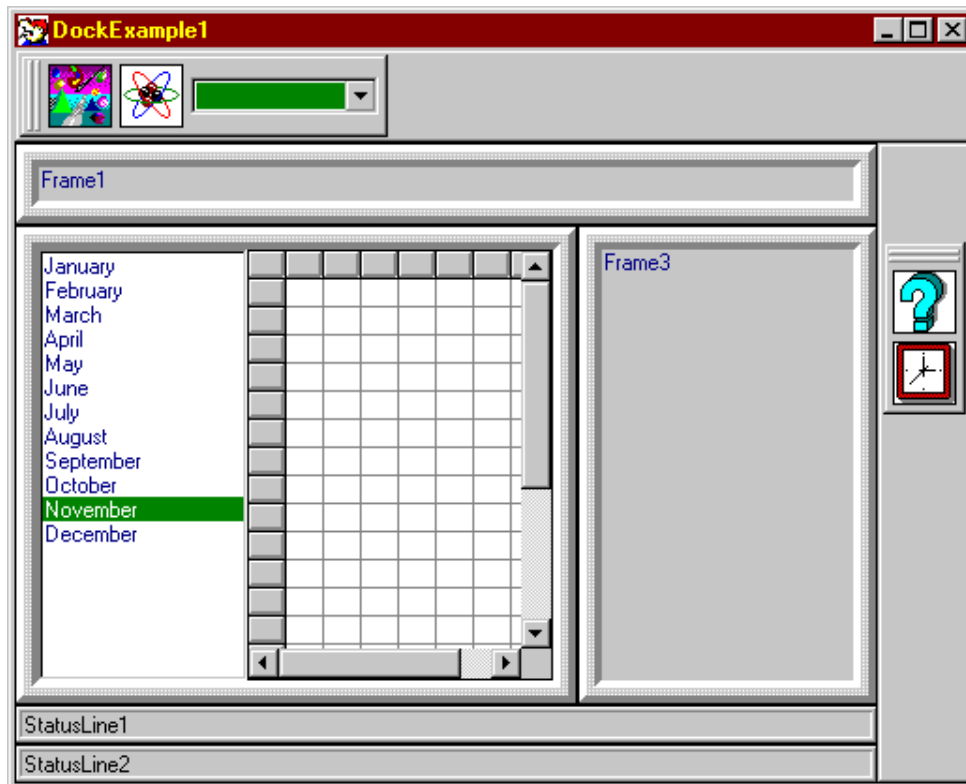 DockExample1
Frame1
January
February
March
April
May
June
July
August
September
October
November
December
Frame3
StatusLine1
StatusLine2